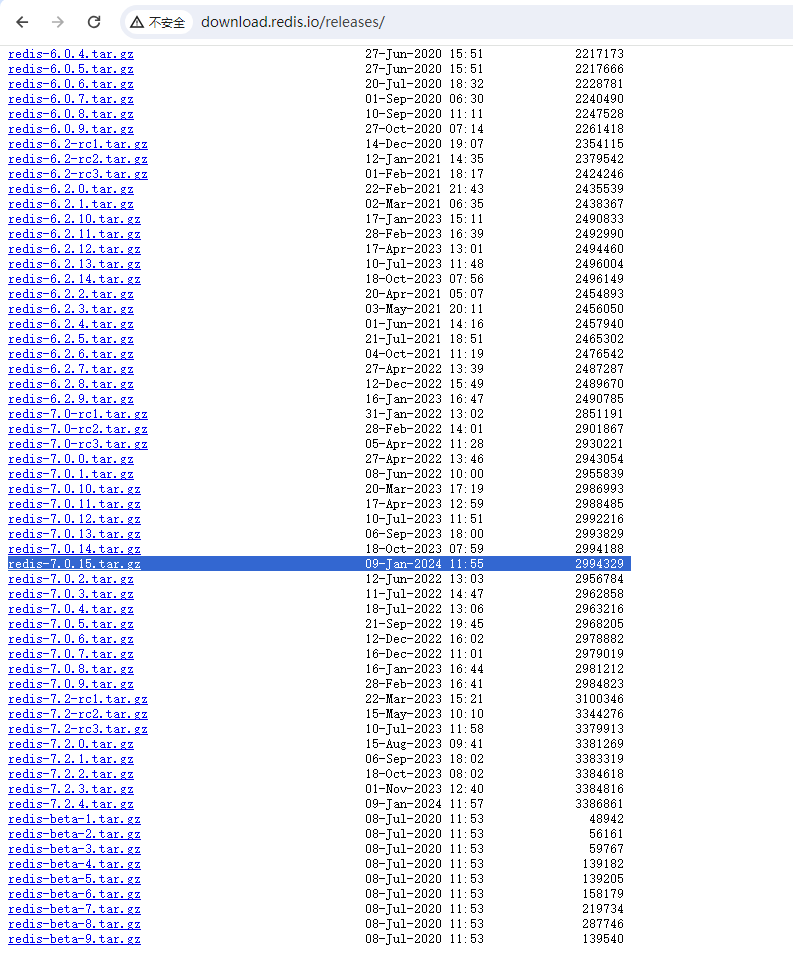 不安全 download.redis.io/releases/
redis-6.0.4.tar.gz 27-Jun-2020 15:51 2217173
redis-6.0.5.tar.gz 27-Jun-2020 15:51 2217666
redis-6.0.6.tar.gz 20-Jul-2020 18:32 2228781
redis-6.0.7.tar.gz 01-Sep-2020 06:30 2240490
redis-6.0.8.tar.gz 10-Sep-2020 11:11 2247528
redis-6.0.9.tar.gz 27-Oct-2020 07:14 2261418
redis-6.2-rc1.tar.gz 14-Dec-2020 19:07 2354115
redis-6.2-rc2.tar.gz 12-Jan-2021 14:35 2379542
redis-6.2-rc3.tar.gz 01-Feb-2021 18:17 2424246
redis-6.2.0.tar.gz 22-Feb-2021 21:43 2435539
redis-6.2.1.tar.gz 02-Mar-2021 06:35 2438367
redis-6.2.10.tar.gz 17-Jan-2023 15:11 2490833
redis-6.2.11.tar.gz 28-Feb-2023 16:39 2492990
redis-6.2.12.tar.gz 17-Apr-2023 13:01 2494460
redis-6.2.13.tar.gz 10-Jul-2023 11:48 2496004
redis-6.2.14.tar.gz 18-Oct-2023 07:56 2496149
redis-6.2.2.tar.gz 20-Apr-2021 05:07 2454893
redis-6.2.3.tar.gz 03-May-2021 20:11 2456050
redis-6.2.4.tar.gz 01-Jun-2021 14:16 2457940
redis-6.2.5.tar.gz 21-Jul-2021 18:51 2465302
redis-6.2.6.tar.gz 04-Oct-2021 11:19 2476542
redis-6.2.7.tar.gz 27-Apr-2022 13:39 2487287
redis-6.2.8.tar.gz 12-Dec-2022 15:49 2489670
redis-6.2.9.tar.gz 16-Jan-2023 16:47 2490785
redis-7.0-rc1.tar.gz 31-Jan-2022 13:02 2851191
redis-7.0-rc2.tar.gz 28-Feb-2022 14:01 2901867
redis-7.0-rc3.tar.gz 05-Apr-2022 11:28 2930221
redis-7.0.0.tar.gz 27-Apr-2022 13:46 2943054
redis-7.0.1.tar.gz 08-Jun-2022 10:00 2955839
redis-7.0.10.tar.gz 20-Mar-2023 17:19 2986993
redis-7.0.11.tar.gz 17-Apr-2023 12:59 2988485
redis-7.0.12.tar.gz 10-Jul-2023 11:51 2992216
redis-7.0.13.tar.gz 06-Sep-2023 18:00 2993829
redis-7.0.14.tar.gz 18-Oct-2023 07:59 2994188
redis-7.0.15.tar.gz 09-Jan-2024 11:55 2994329
redis-7.0.2.tar.gz 12-Jun-2022 13:03 2956784
redis-7.0.3.tar.gz 11-Jul-2022 14:47 2962858
redis-7.0.4.tar.gz 18-Jul-2022 13:06 2963216
redis-7.0.5.tar.gz 21-Sep-2022 19:45 2968205
redis-7.0.6.tar.gz 12-Dec-2022 16:02 2978882
redis-7.0.7.tar.gz 16-Dec-2022 11:01 2979019
redis-7.0.8.tar.gz 16-Jan-2023 16:44 2981212
redis-7.0.9.tar.gz 28-Feb-2023 16:41 2984823
redis-7.2-rc1.tar.gz 22-Mar-2023 15:21 3100346
redis-7.2-rc2.tar.gz 15-May-2023 10:10 3344276
redis-7.2-rc3.tar.gz 10-Jul-2023 11:58 3379913
redis-7.2.0.tar.gz 15-Aug-2023 09:41 3381269
redis-7.2.1.tar.gz 06-Sep-2023 18:02 3383319
redis-7.2.2.tar.gz 18-Oct-2023 08:02 3384618
redis-7.2.3.tar.gz 01-Nov-2023 12:40 3384816
redis-7.2.4.tar.gz 09-Jan-2024 11:57 3386861
redis-beta-1.tar.gz 08-Jul-2020 11:53 48942
redis-beta-2.tar.gz 08-Jul-2020 11:53 56161
redis-beta-3.tar.gz 08-Jul-2020 11:53 59767
redis-beta-4.tar.gz 08-Jul-2020 11:53 139182
redis-beta-5.tar.gz 08-Jul-2020 11:53 139205
redis-beta-6.tar.gz 08-Jul-2020 11:53 158179
redis-beta-7.tar.gz 08-Jul-2020 11:53 219734
redis-beta-8.tar.gz 08-Jul-2020 11:53 287746
redis-beta-9.tar.gz 08-Jul-2020 11:53 139540